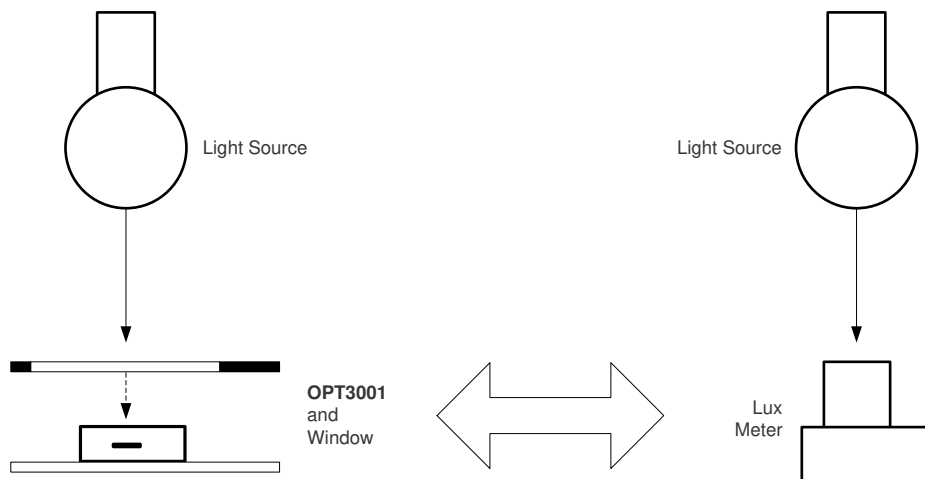 Light Source
Light Source
OPT3001
and
Window
Lux
Meter